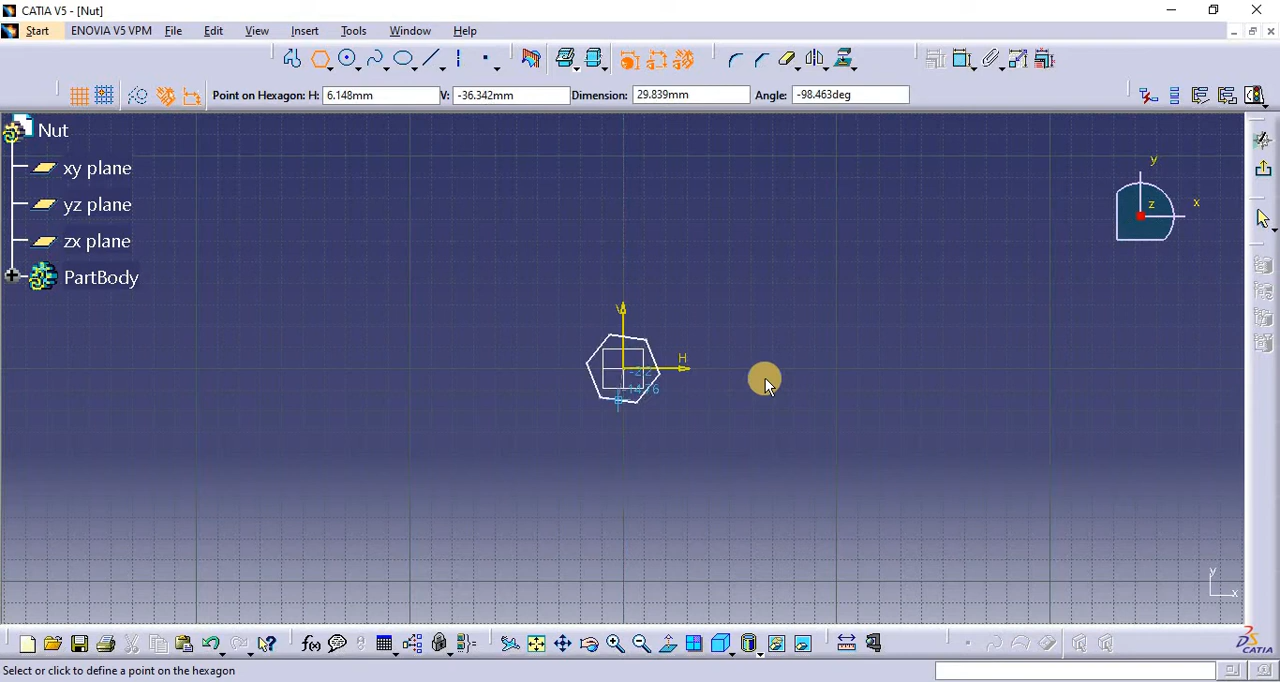 CATIA V5 - [Nut]
Start ENOVIA V5 VPM File Edit View Insert Tools Window Help
Point on Hexagon: H: 6.148mm V: -36.342mm Dimension: 29.839mm Angle: -98.463deg
Nut
xy plane
yz plane
zx plane
PartBody
y
z
x
V
H
y
x
f(x)
CATIA
Select or click to define a point on the hexagon